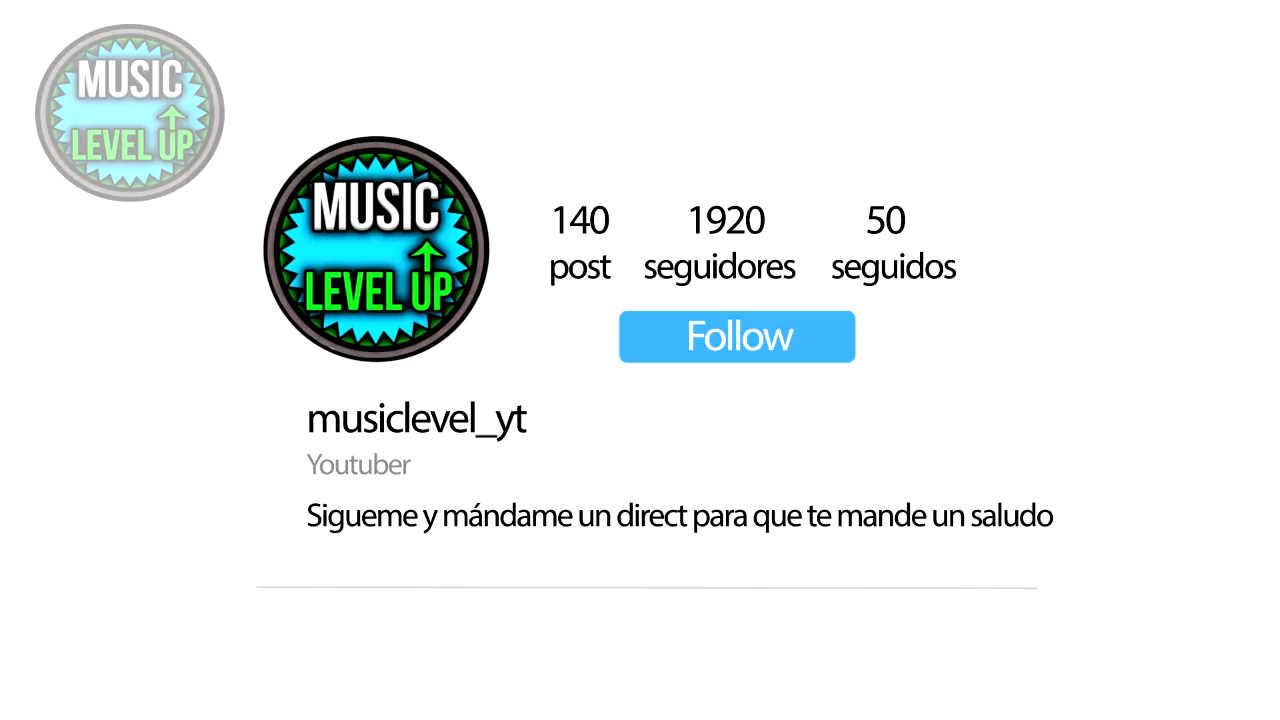 MUSIC
LEVEL UP
MUSIC
LEVEL UP
140 1920 50
post seguidores seguidos
Follow
musiclevel_yt
Youtuber
Sigueme y mándame un direct para que te mande un saludo